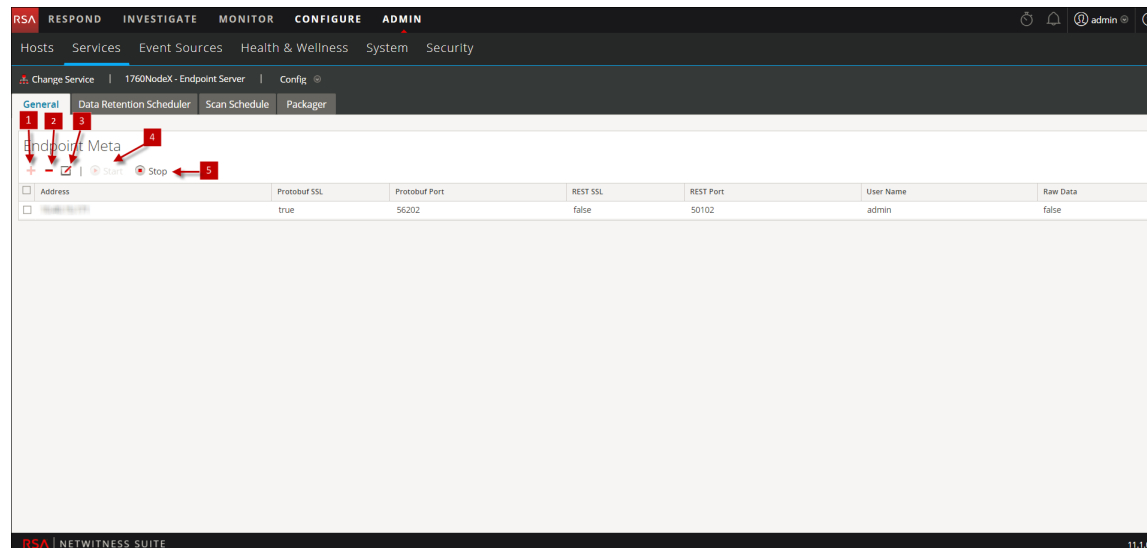 RSA RESPOND INVESTIGATE MONITOR CONFIGURE ADMIN admin
Hosts Services Event Sources Health & Wellness System Security
Change Service | 1760NodeX - Endpoint Server | Config
General Data Retention Scheduler Scan Schedule Packager
1 2 3
4
Endpoint Meta
Start Stop 5
Address Protobuf SSL Protobuf Port REST SSL REST Port User Name Raw Data
true 56202 false 50102 admin false
RSA | NETWITNESS SUITE 11.1